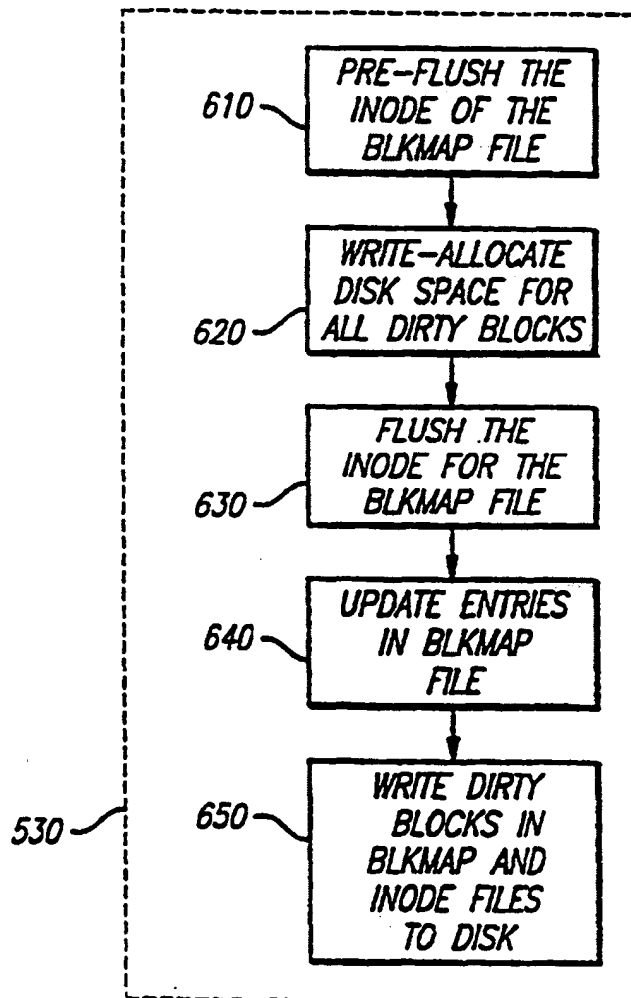 610
PRE-FLUSH THE
INODE OF THE
BLKMAP FILE
620
WRITE-ALLOCATE
DISK SPACE FOR
ALL DIRTY BLOCKS
630
FLUSH THE
INODE FOR THE
BLKMAP FILE
640
UPDATE ENTRIES
IN BLKMAP
FILE
530
650
WRITE DIRTY
BLOCKS IN
BLKMAP AND
INODE FILES
TO DISK